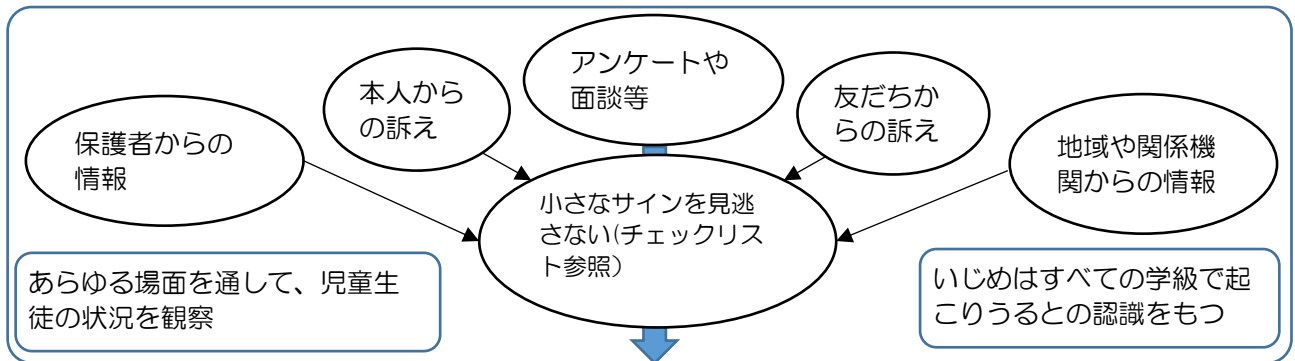 アンケートや
面談等
本人から
の訴え
友だちか
らの訴え
保護者からの
情報
地域や関係機
関からの情報
小さなサインを見逃
さない(チェックリス
ト参照）
あらゆる場面を通して、児童生
徒の状況を観察
いじめはすべての学級で起
こりうるとの認識をもつ